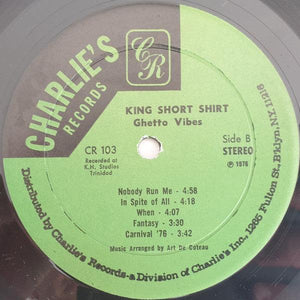 CHARLIE'S
RECORDS
CR
KING SHORT SHIRT
Ghetto Vibes
CR 103
Recorded at
K.H. Studios
Trinidad
Side B
STEREO
℗ 1976
Nobody Run Me - 4:58
In Spite of All - 4:18
When - 4:07
Fantasy - 3:30
Carnival '76 - 3:42
Music Arranged by Art De Coteau
Distributed by Charlie's Records-a Division of Charlie's Inc., 1265 Fulton St. B'klyn. N.Y. 11216